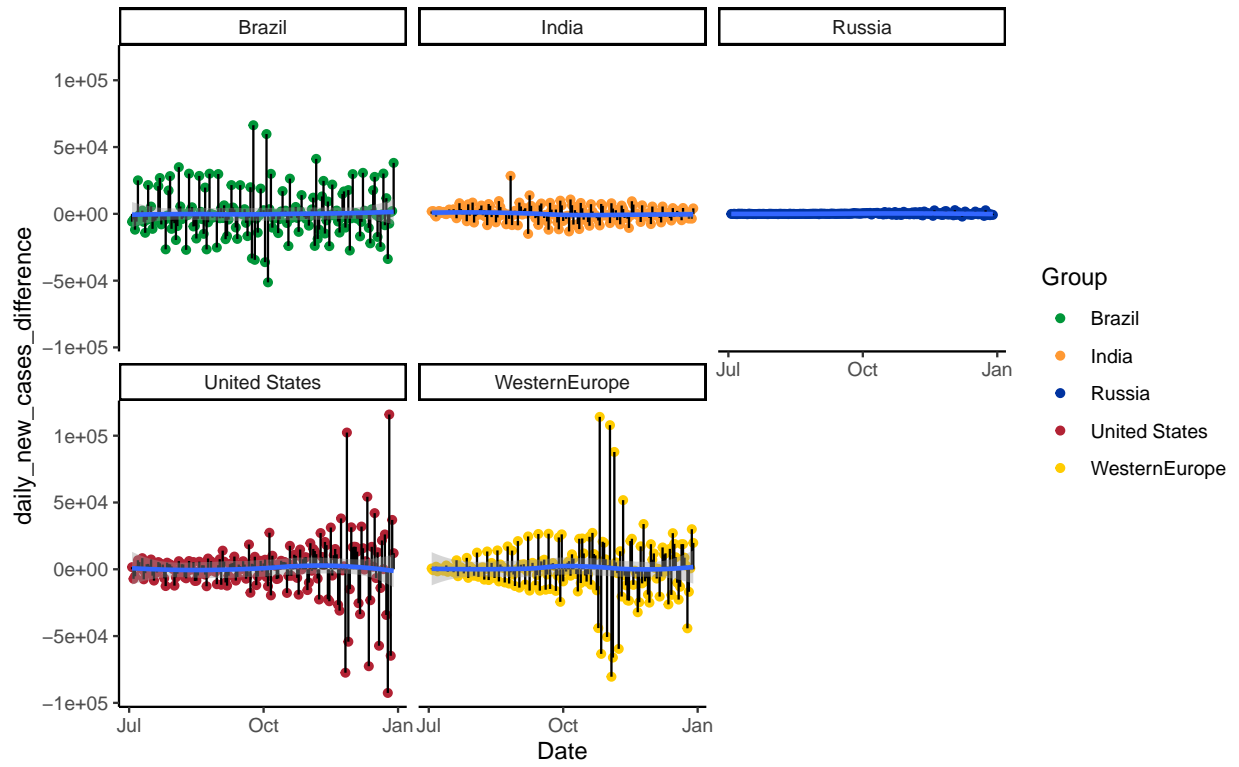 Brazil
India
Russia
1e+05
5e+04
0e+00
−5e+04
−1e+05
Jul
Oct
Jan
United States
WesternEurope
1e+05
5e+04
0e+00
−5e+04
−1e+05
Jul
Oct
Jan
Jul
Oct
Jan
Date
daily_new_cases_difference
Group
Brazil
India
Russia
United States
WesternEurope